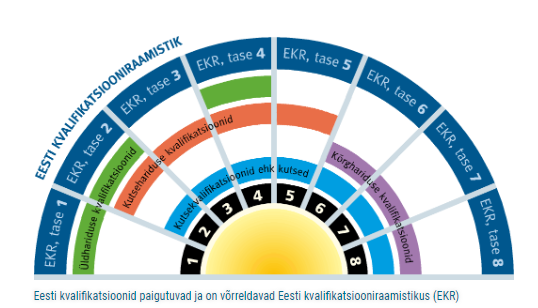 EESTI KVALIFIKATSIOONIRAAMISTIK
EKR, tase 1
EKR, tase 2
EKR, tase 3
EKR, tase 4
EKR, tase 5
EKR, tase 6
EKR, tase 7
EKR, tase 8
Üldhariduse kvalifikatsioonid
Kutsehariduse kvalifikatsioonid
Kutsekvalifikatsioonid ehk kutsed
Kõrghariduse kvalifikatsioonid
1
2
3
4
5
6
7
8
Eesti kvalifikatsioonid paigutuvad ja on võrreldavad Eesti kvalifikatsiooniraamistikus (EKR)